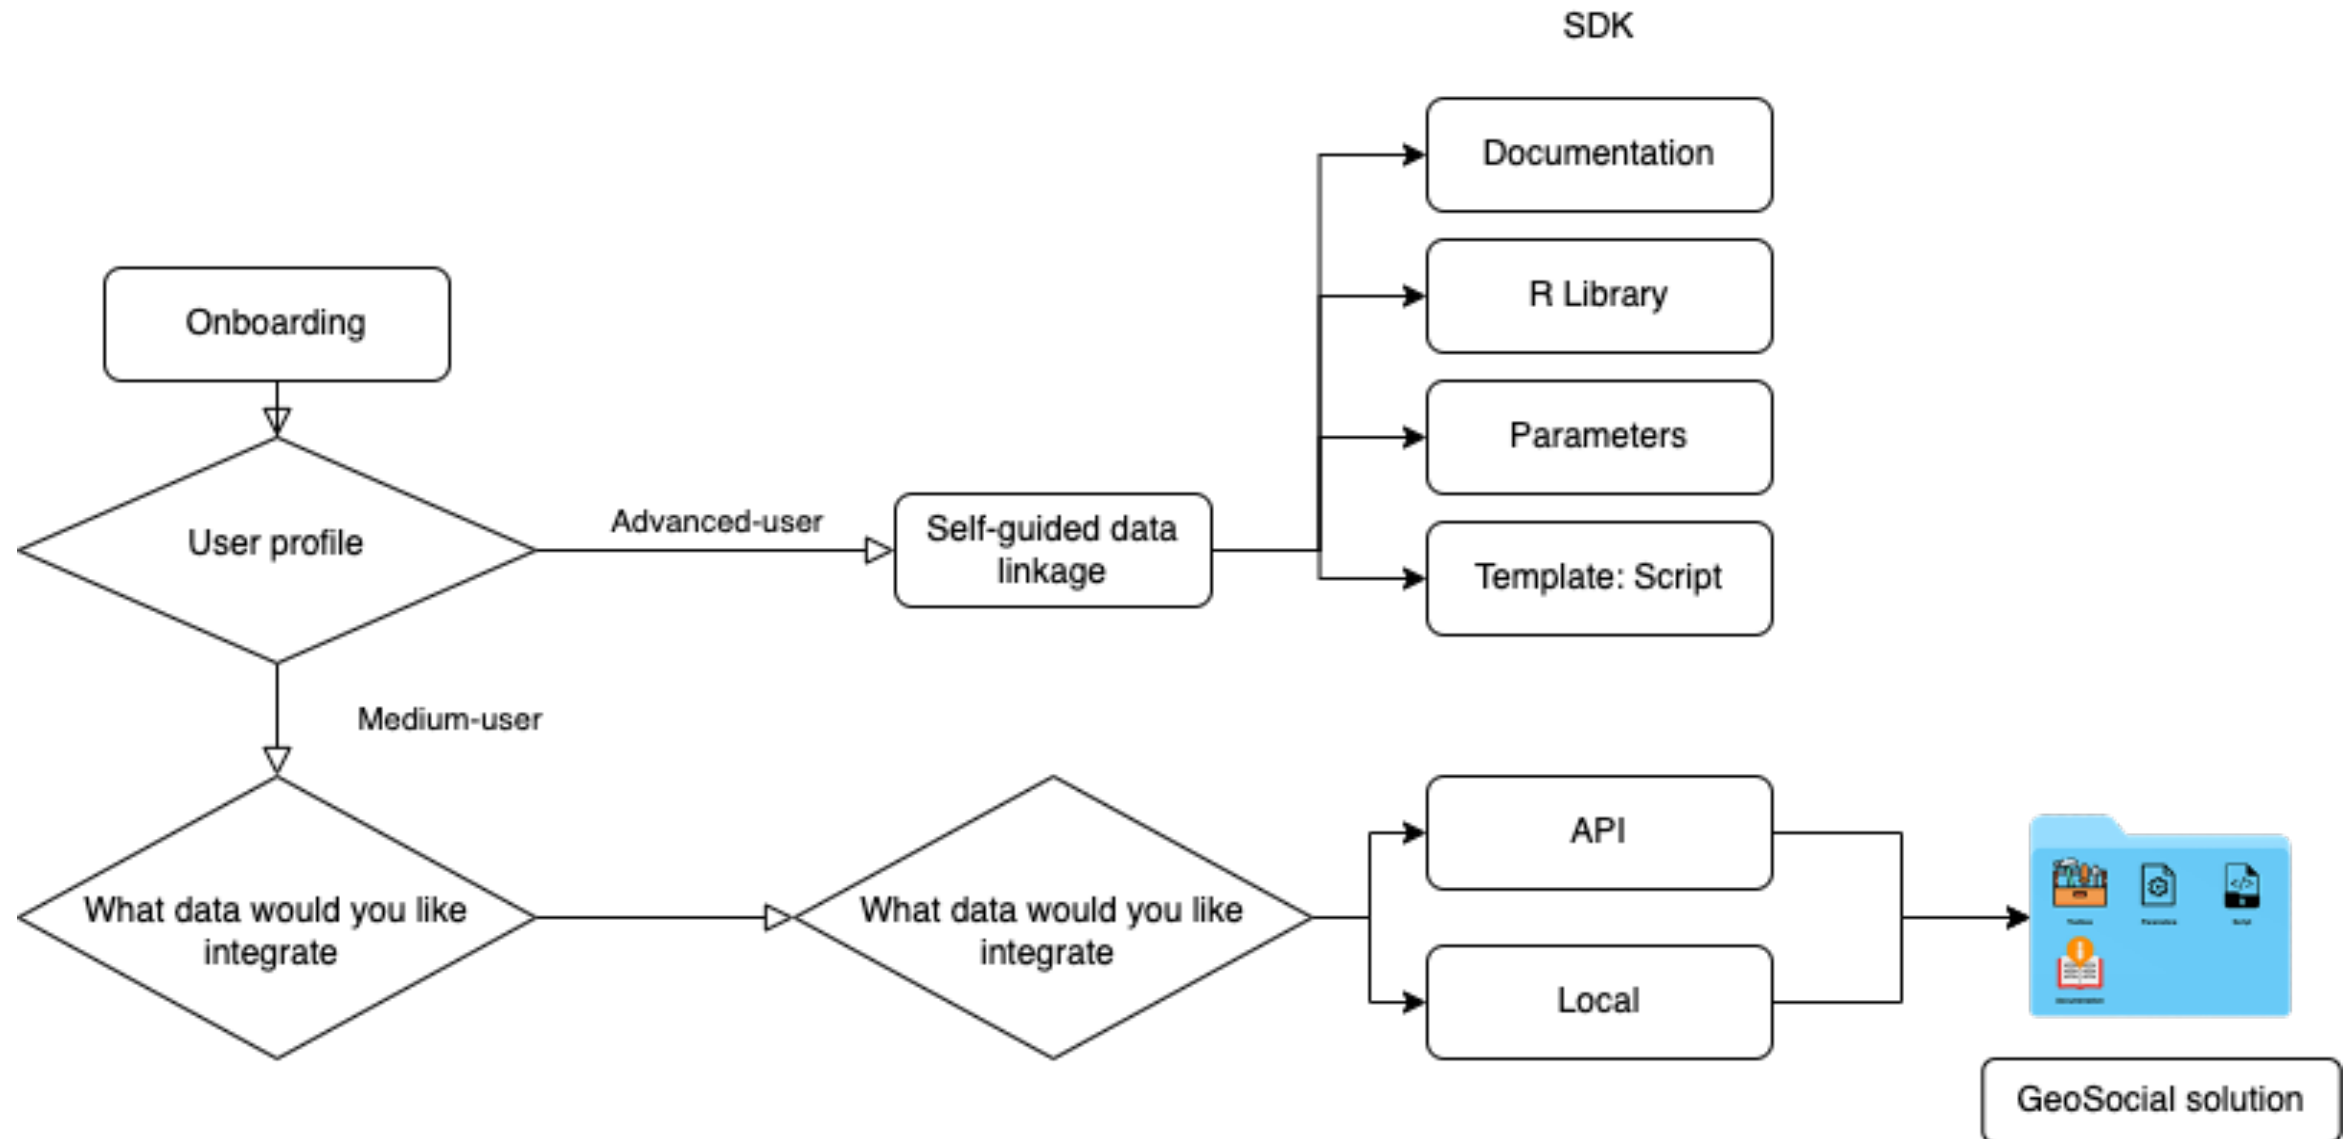 SDK
Documentation
R Library
Onboarding
Parameters
User profile
Advanced-user
Self-guided data
linkage
Template: Script
Medium-user
What data would you like
integrate
What data would you like
integrate
API
Local
Script
GeoSocial solution